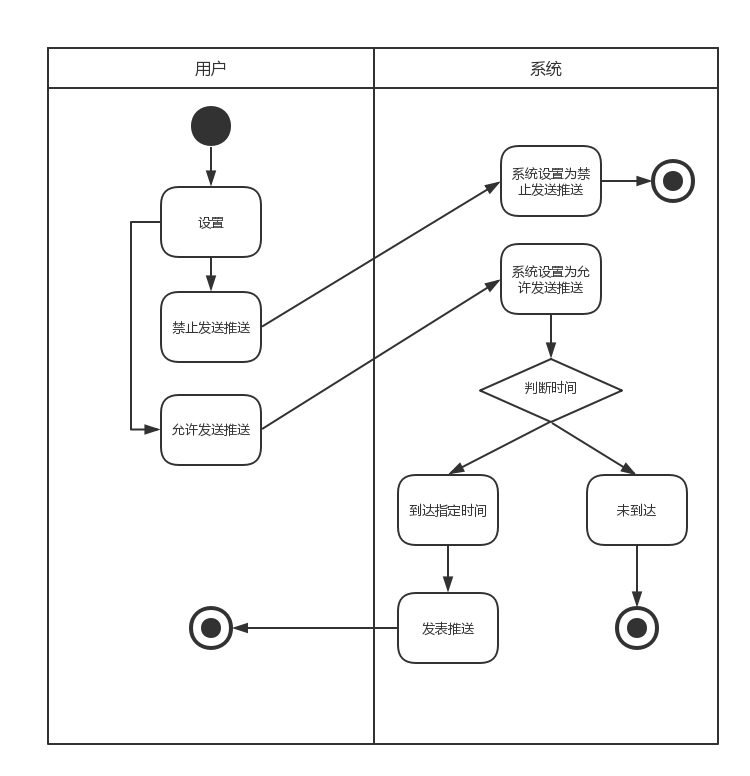 用户
系统
设置
禁止发送推送
允许发送推送
系统设置为禁
止发送推送
系统设置为允
许发送推送
判断时间
到达指定时间
未到达
发表推送